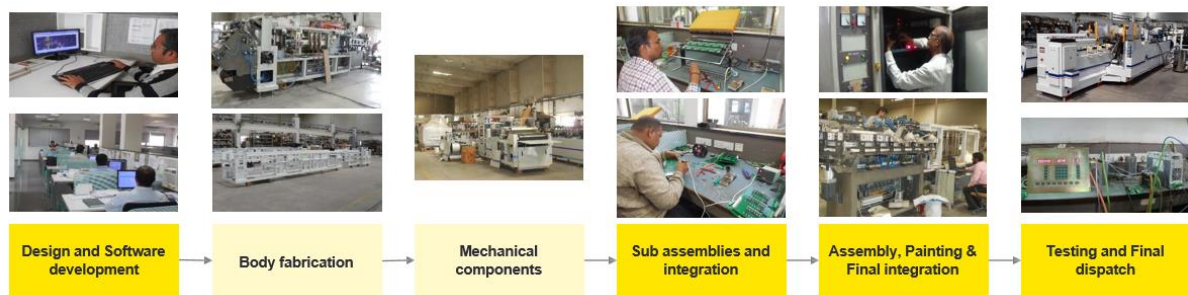 Design and Software
development
Body fabrication
Mechanical
components
Sub assemblies and
integration
Assembly, Painting &
Final integration
Testing and Final
dispatch